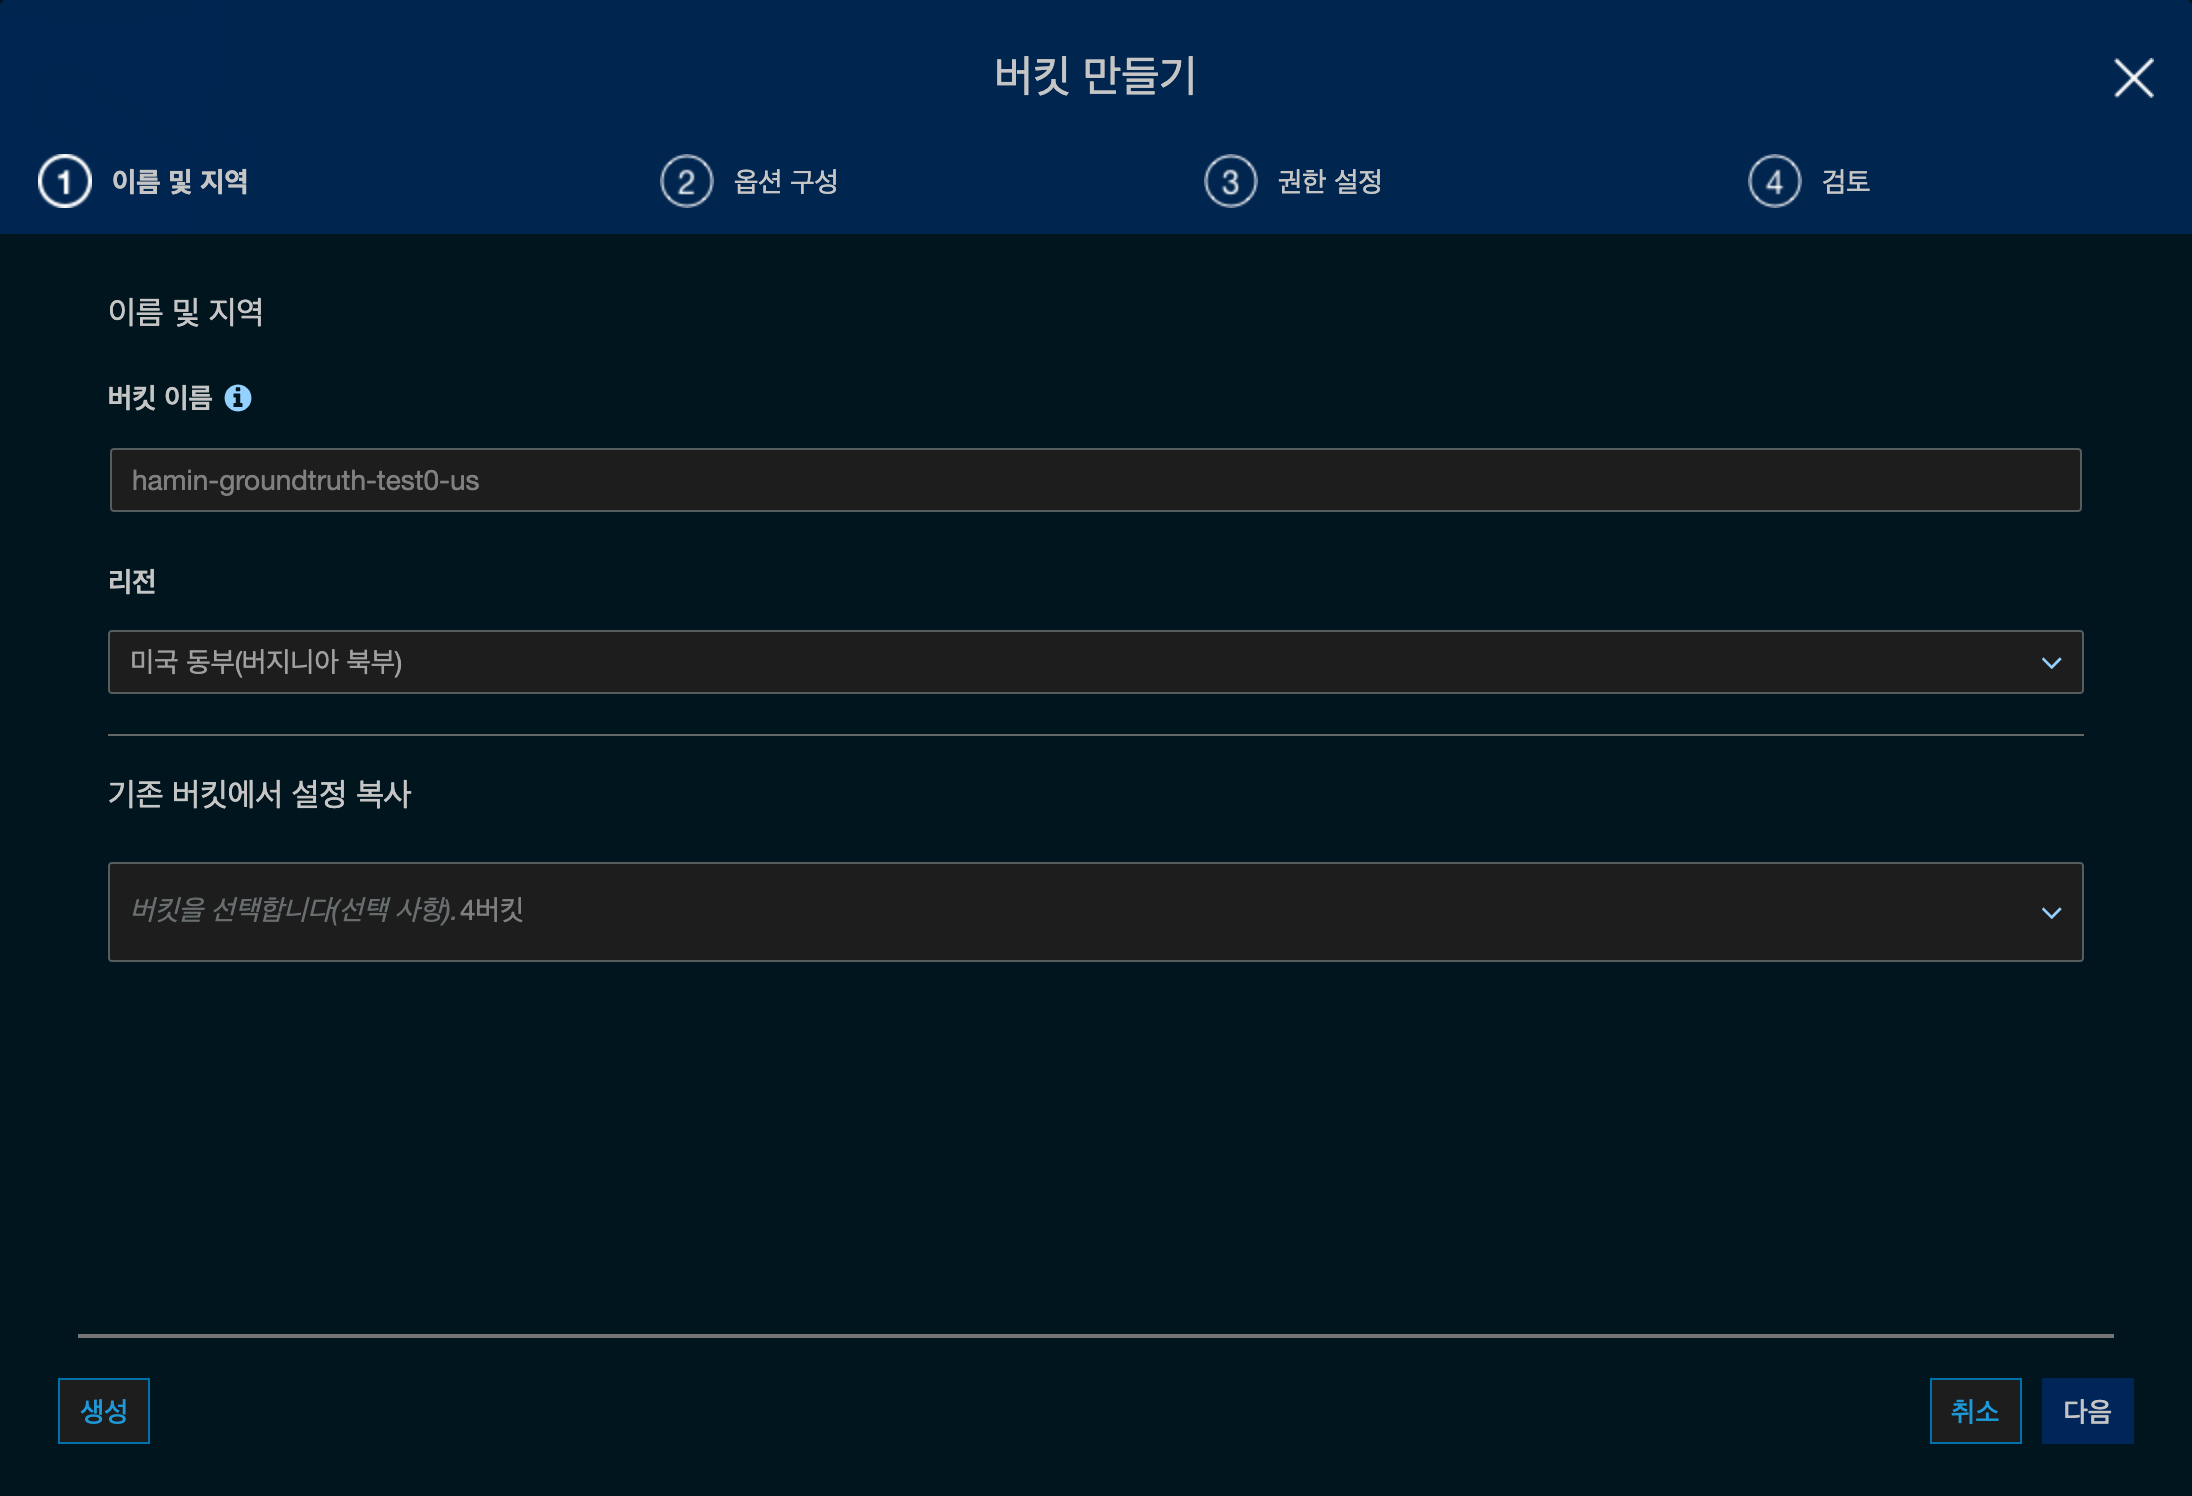 버킷 만들기
1 이름 및 지역
2 옵션 구성
3 권한 설정
4 검토
이름 및 지역
버킷 이름
hamin-groundtruth-test0-us
리전
미국 동부(버지니아 북부)
기존 버킷에서 설정 복사
버킷을 선택합니다(선택 사항).4버킷
생성
취소
다음